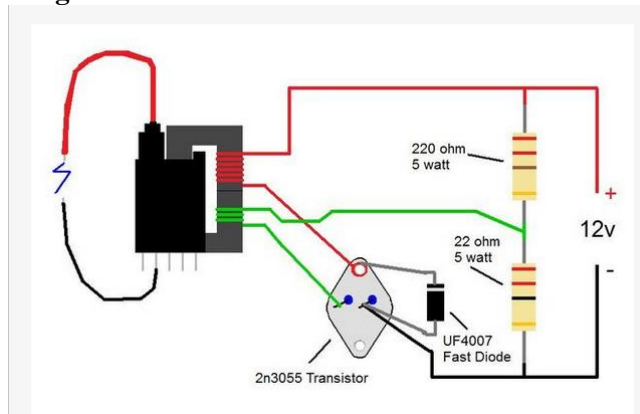 220 ohm
5 watt
+
12v
-
22 ohm
5 watt
UF4007
Fast Diode
2n3055 Transistor